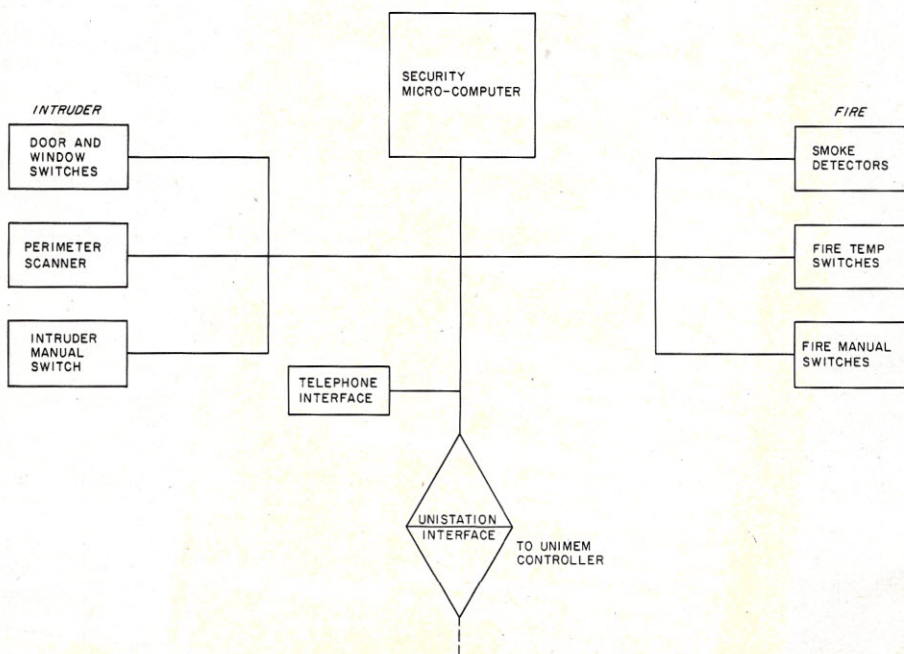 SECURITY
MICRO-COMPUTER
INTRUDER
DOOR AND
WINDOW
SWITCHES
PERIMETER
SCANNER
INTRUDER
MANUAL
SWITCH
FIRE
SMOKE
DETECTORS
FIRE TEMP
SWITCHES
FIRE MANUAL
SWITCHES
TELEPHONE
INTERFACE
UNISTATION
INTERFACE
TO UNIMEM
CONTROLLER